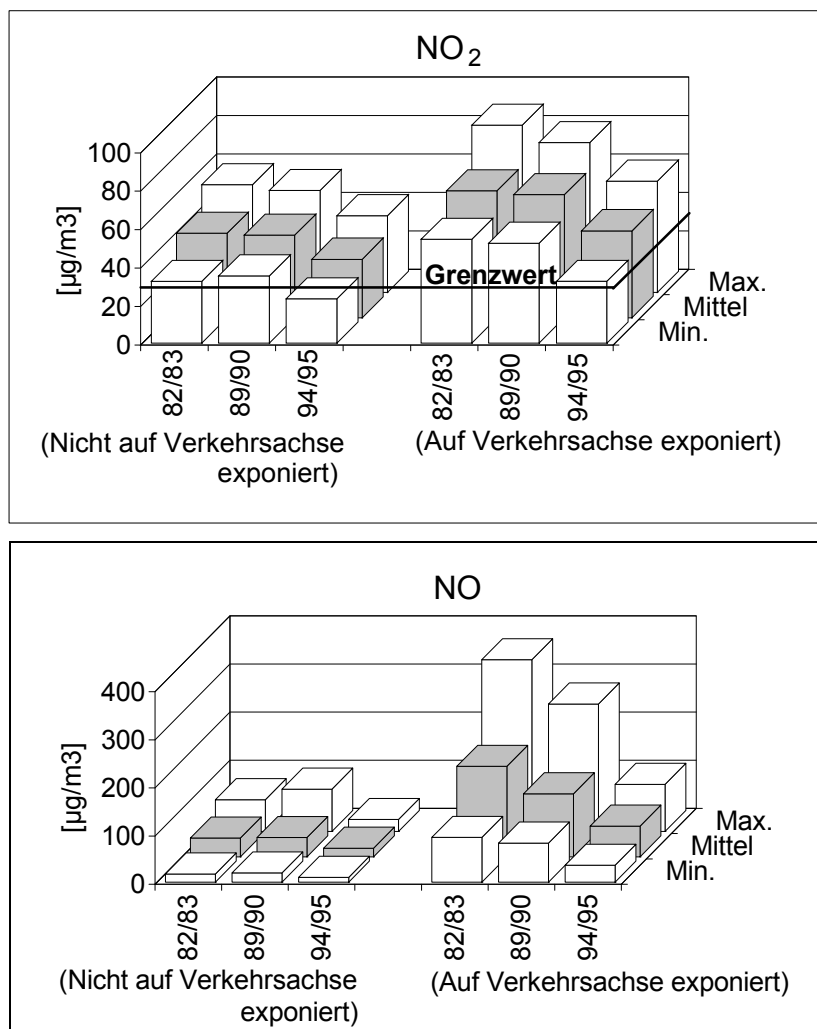 NO2
100
80
60
40
20
0
[µg/m3]
Grenzwert
Max.
Mittel
Min.
82/83
89/90
94/95
82/83
89/90
94/95
(Nicht auf Verkehrsachse
exponiert)
(Auf Verkehrsachse exponiert)
NO
400
300
200
100
0
[µg/m3]
Max.
Mittel
Min.
82/83
89/90
94/95
82/83
89/90
94/95
(Nicht auf Verkehrsachse
exponiert)
(Auf Verkehrsachse exponiert)